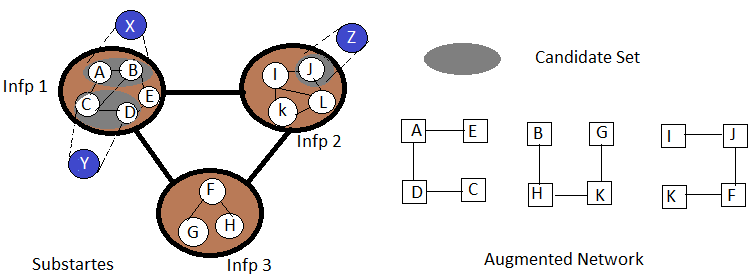 X
Z
Y
Infp 1
A
B
C
D
E
I
J
k
L
Infp 2
F
G
H
Infp 3
Substartes
Candidate Set
A
E
D
C
B
G
H
K
I
J
K
F
Augmented Network